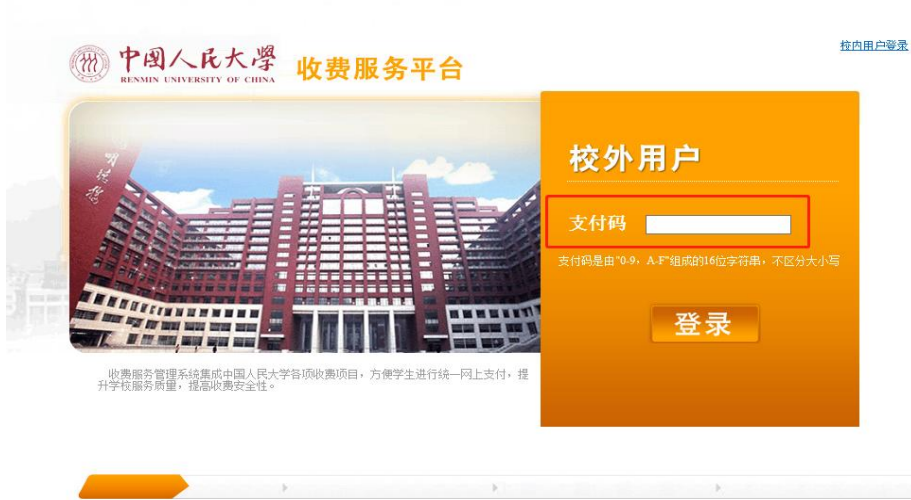 校内用户登录
中国人民大学
RENMIN UNIVERSITY OF CHINA
收费服务平台
校外用户
支付码
支付码是由"0-9，A-F"组成的16位字符串，不区分大小写
登录
收费服务管理系统集成中国人民大学各项收费项目，方便学生进行统一网上支付，提
升学校服务质量，提高收费安全性。